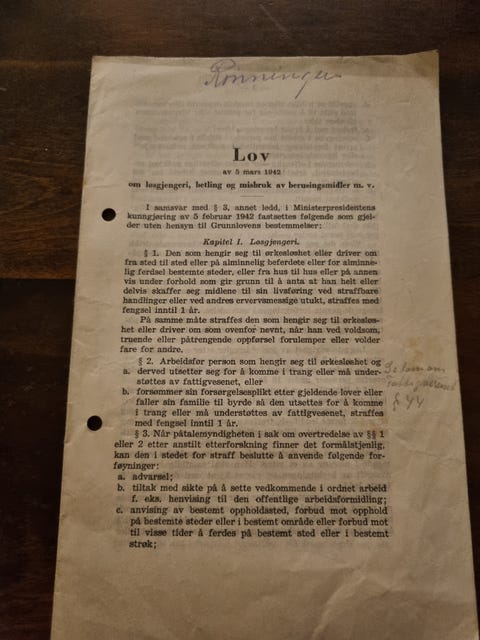 Rønningen
Lov
av 5 mars 1942
om løsgjengeri, betling og misbruk av berusingsmidler m. v.
I samsvar med § 3, annet ledd, i Ministerpresidentens
kunngjøring av 5 februar 1942 fastsettes følgende som gjel-
der uten hensyn til Grunnlovens bestemmelser:
Kapitel 1. Løsgjengeri.
§ 1. Den som hengir seg til ørkesløshet eller driver om
fra sted til sted eller på alminnelig beferdete eller for alminne-
lig ferdsel bestemte steder, eller fra hus til hus eller på annen
vis under forhold som gir grunn til å anta at han helt eller
delvis skaffer seg midlene til sin livsføring ved straffbare
handlinger eller ved andres ervervsmessige utukt, straffes med
fengsel inntil 1 år.
På samme måte straffes den som hengir seg til ørkesløs-
het eller driver om som ovenfor nevnt, når han ved voldsom,
truende eller påtrengende oppførsel forulemper eller volder
fare for andre.
§ 2. Arbeidsfør person som hengir seg til ørkesløshet og
a. derved utsetter seg for å komme i trang eller må under-
støttes av fattigvesenet, eller
b. forsømmer sin forsørgelsesplikt etter gjeldende lover eller
faller sin familie til byrde så den utsettes for å komme
i trang eller må understøttes av fattigvesenet, straffes
med fengsel inntil 1 år.
Se lov om
fattigvesenet
§ 44
§ 3. Når påtalemyndigheten i sak om overtredelse av §§ 1
eller 2 etter anstilt etterforskning finner det formålstjenlig,
kan den i stedet for straff beslutte å anvende følgende for-
føyninger:
a. advarsel;
b. tiltak med sikte på å sette vedkommende i ordnet arbeid
f. eks. henvising til den offentlige arbeidsformidling;
c. anvising av bestemt oppholdssted, forbud mot opphold
på bestemte steder eller i bestemt område eller forbud mot
til visse tider å ferdes på bestemt sted eller i bestemt
strøk;